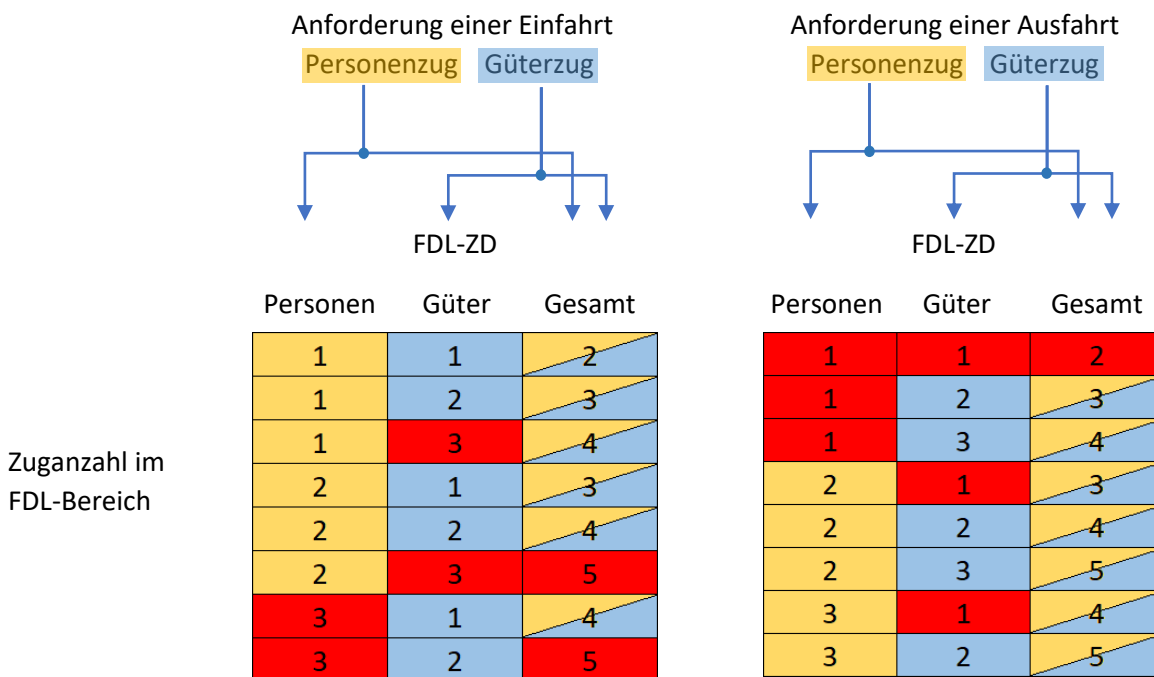 Anforderung einer Einfahrt
Personenzug Güterzug
FDL-ZD
Personen Güter Gesamt
1 1 2
1 2 3
1 3 4
2 1 3
2 2 4
2 3 5
3 1 4
3 2 5
Zuganzahl im
FDL-Bereich
Anforderung einer Ausfahrt
Personenzug Güterzug
FDL-ZD
Personen Güter Gesamt
1 1 2
1 2 3
1 3 4
2 1 3
2 2 4
2 3 5
3 1 4
3 2 5